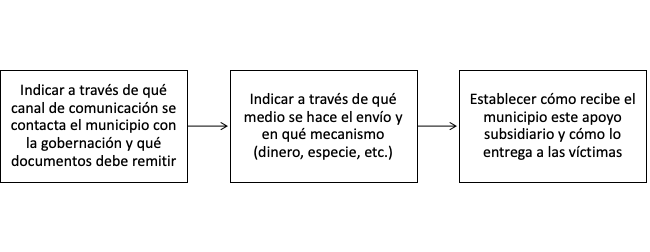 Indicar a través de qué
canal de comunicación se
contacta el municipio con
la gobernación y qué
documentos debe remitir
Indicar a través de qué
medio se hace el envío y
en qué mecanismo
(dinero, especie, etc.)
Establecer cómo recibe el
municipio este apoyo
subsidiario y cómo lo
entrega a las víctimas